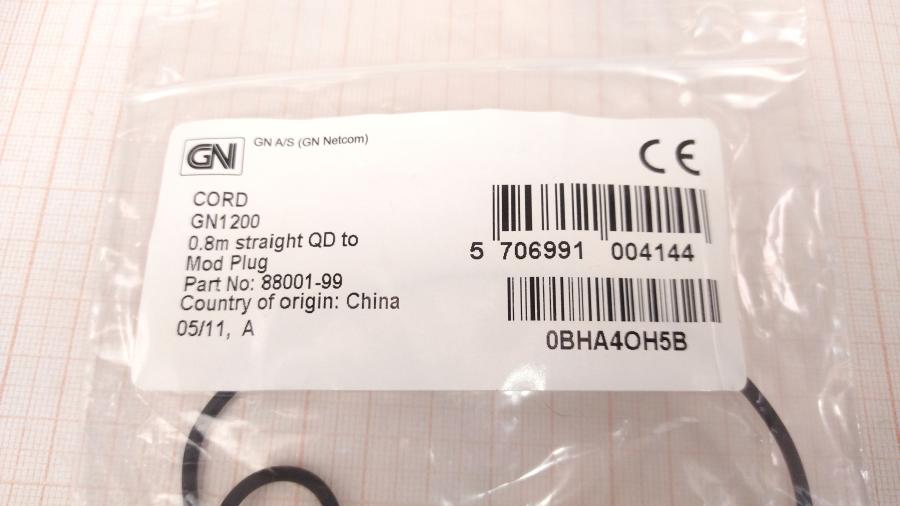 GN
GN A/S (GN Netcom)
CE
CORD
GN1200
0.8m straight QD to
Mod Plug
Part No: 88001-99
Country of origin: China
05/11, A
5 706991 004144
0BHA4OH5B